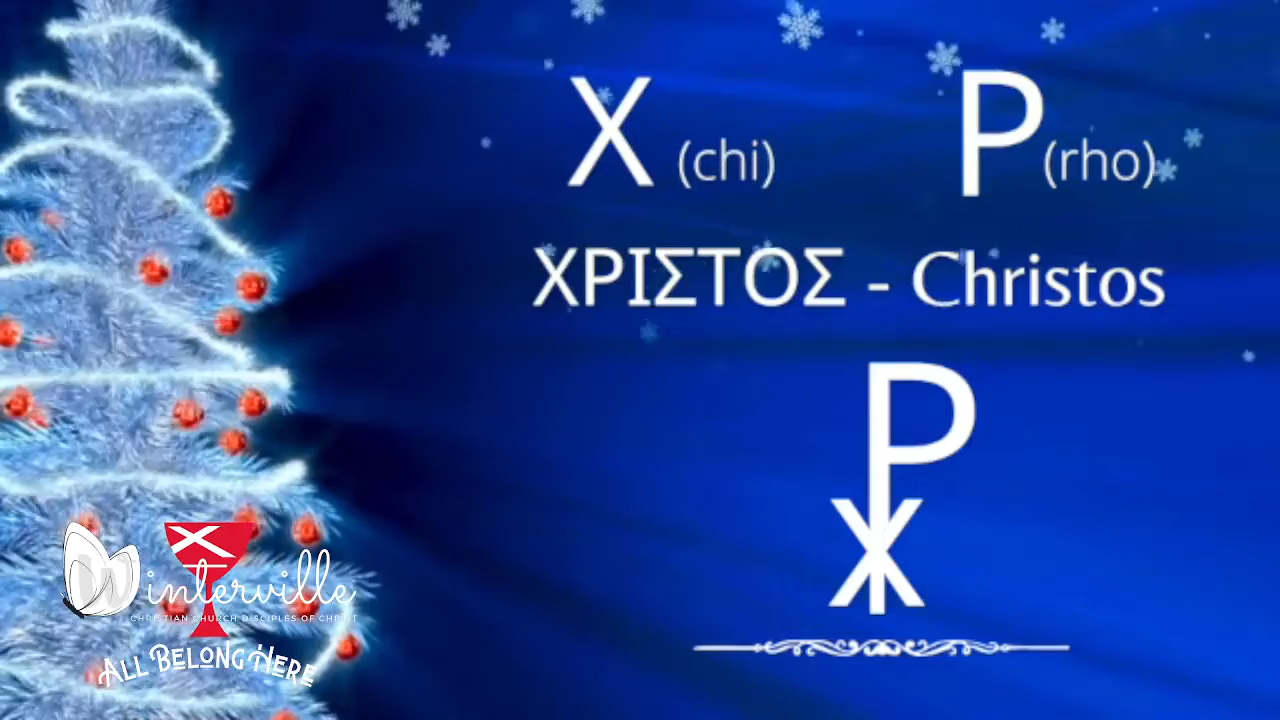 Χ (chi) Ρ (rho)
ΧΡΙΣΤΟΣ - Christos
Winterville
CHRISTIAN CHURCH DISCIPLES OF CHRIST
ALL BELONG HERE